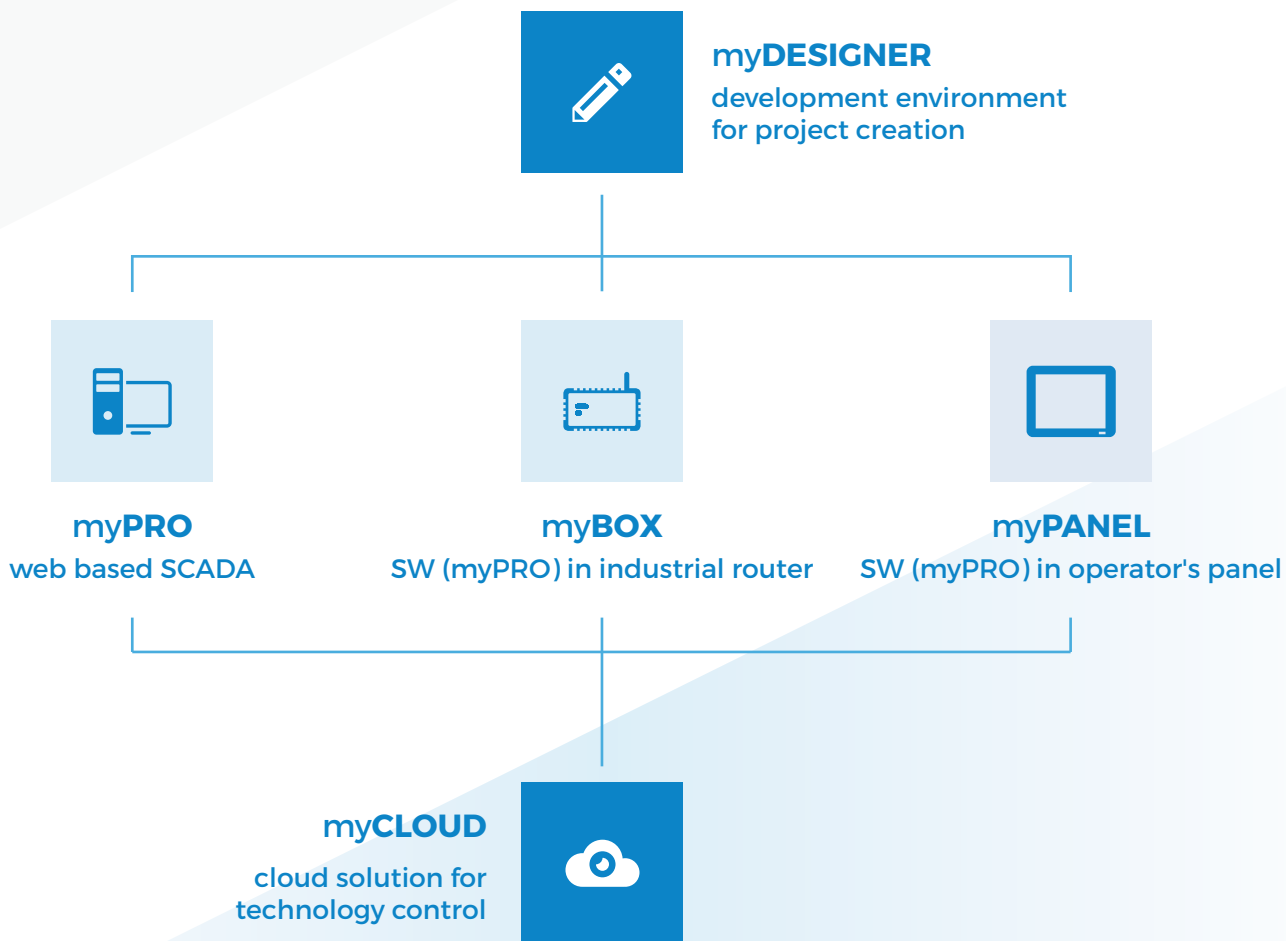 myDESIGNER
development environment
for project creation
myPRO
web based SCADA
myBOX
SW (myPRO) in industrial router
myPANEL
SW (myPRO) in operator's panel
myCLOUD
cloud solution for
technology control